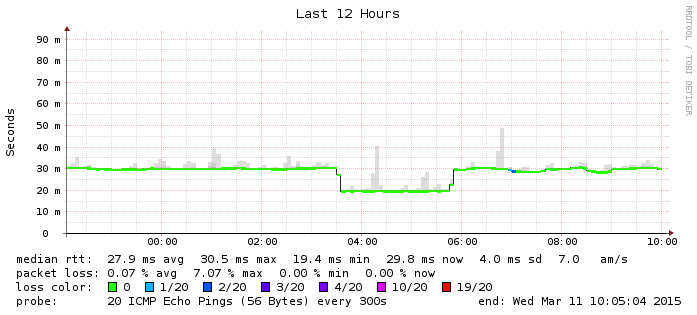 Last 12 Hours
RRDTOOL / TOBI OETIKER
Seconds
90 m
80 m
70 m
60 m
50 m
40 m
30 m
20 m
10 m
0
00:00 02:00 04:00 06:00 08:00 10:00
median rtt: 27.9 ms avg 30.5 ms max 19.4 ms min 29.8 ms now 4.0 ms sd 7.0 am/s
packet loss: 0.07 % avg 7.07 % max 0.00 % min 0.00 % now
loss color: 0 1/20 2/20 3/20 4/20 10/20 19/20
probe: 20 ICMP Echo Pings (56 Bytes) every 300s end: Wed Mar 11 10:05:04 2015